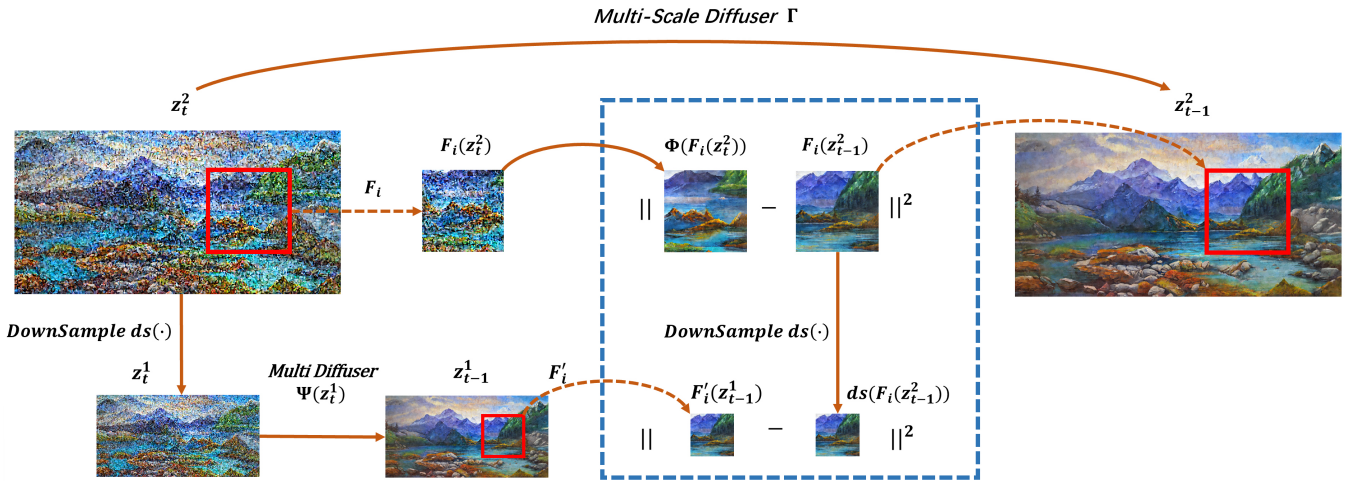 Multi-Scale Diffuser Γ
z_t^2
z_{t-1}^2
F_i(z_t^2)
Φ(F_i(z_t^2))
F_i(z_{t-1}^2)
F_i
|| − ||^2
DownSample ds(·)
DownSample ds(·)
z_t^1
Multi Diffuser
Ψ(z_t^1)
z_{t-1}^1
F_i′
F_i′(z_{t-1}^1)
ds(F_i(z_{t-1}^2))
|| − ||^2